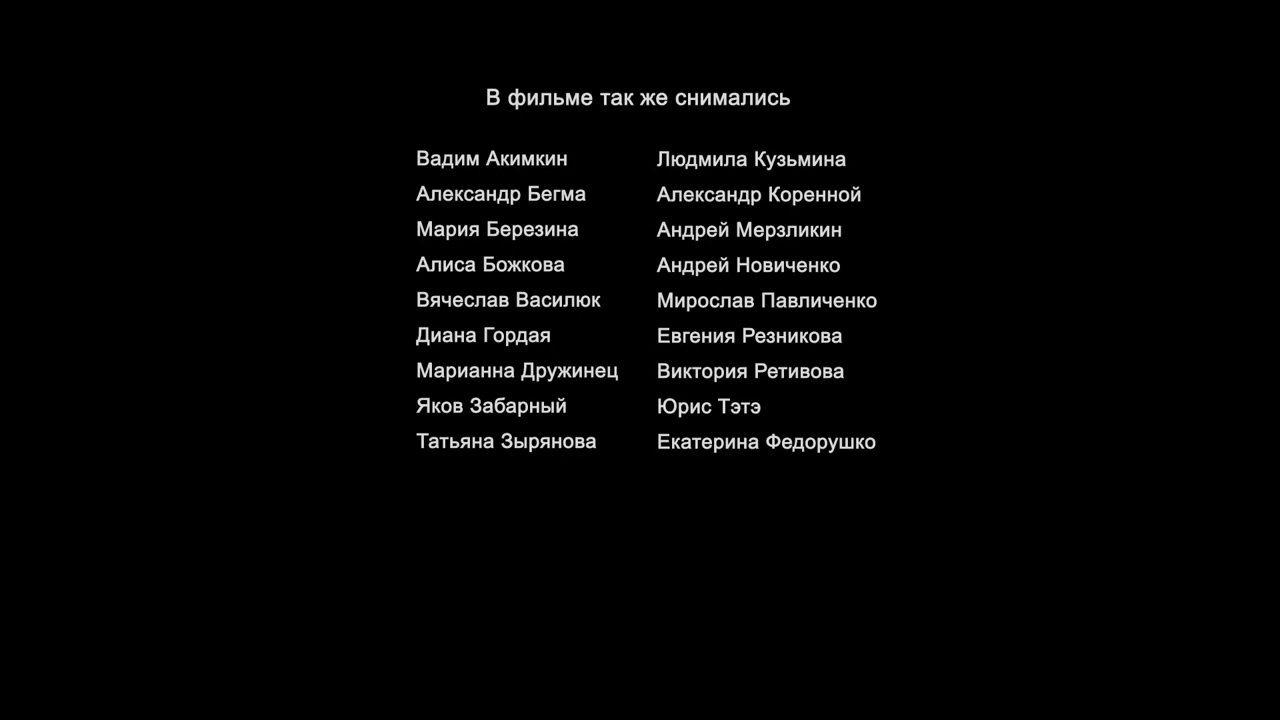 В фильме так же снимались
Вадим Акимкин
Александр Бегма
Мария Березина
Алиса Божкова
Вячеслав Василюк
Диана Гордая
Марианна Дружинец
Яков Забарный
Татьяна Зырянова
Людмила Кузьмина
Александр Коренной
Андрей Мерзликин
Андрей Новиченко
Мирослав Павличенко
Евгения Резникова
Виктория Ретивова
Юрис Тэтэ
Екатерина Федорушко